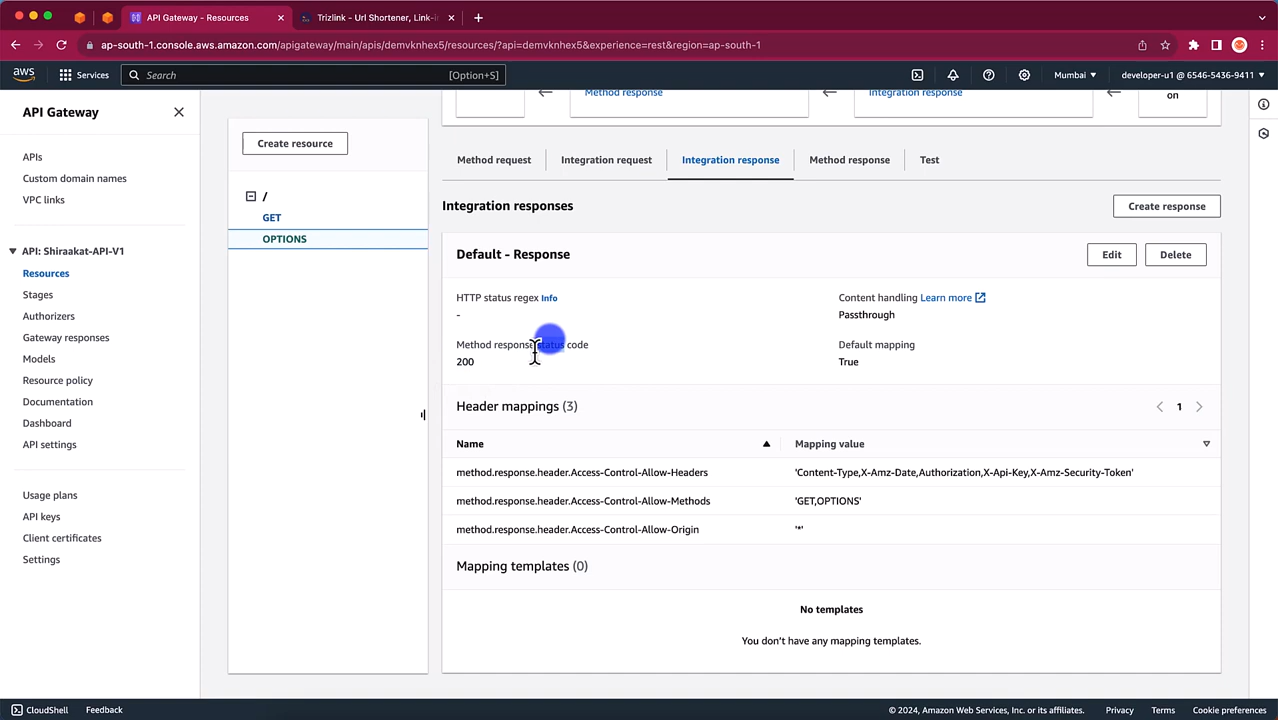 API Gateway - Resources
Trizlink - Url Shortener, Link-in
ap-south-1.console.aws.amazon.com/apigateway/main/apis/demvknhex5/resources/?api=demvknhex5&experience=rest&region=ap-south-1
aws
Services
Search
[Option+S]
Mumbai
developer-u1 @ 6546-5436-9411
API Gateway
APIs
Custom domain names
VPC links
API: Shiraakat-API-V1
Resources
Stages
Authorizers
Gateway responses
Models
Resource policy
Documentation
Dashboard
API settings
Usage plans
API keys
Client certificates
Settings
Create resource
/
GET
OPTIONS
Method response
Integration response
on
Method request
Integration request
Integration response
Method response
Test
Integration responses
Create response
Default - Response
Edit
Delete
HTTP status regex Info
-
Content handling Learn more
Passthrough
Method response status code
200
Default mapping
True
Header mappings (3)
1
Name
Mapping value
method.response.header.Access-Control-Allow-Headers
'Content-Type,X-Amz-Date,Authorization,X-Api-Key,X-Amz-Security-Token'
method.response.header.Access-Control-Allow-Methods
'GET,OPTIONS'
method.response.header.Access-Control-Allow-Origin
'*'
Mapping templates (0)
No templates
You don't have any mapping templates.
CloudShell
Feedback
© 2024, Amazon Web Services, Inc. or its affiliates.
Privacy
Terms
Cookie preferences